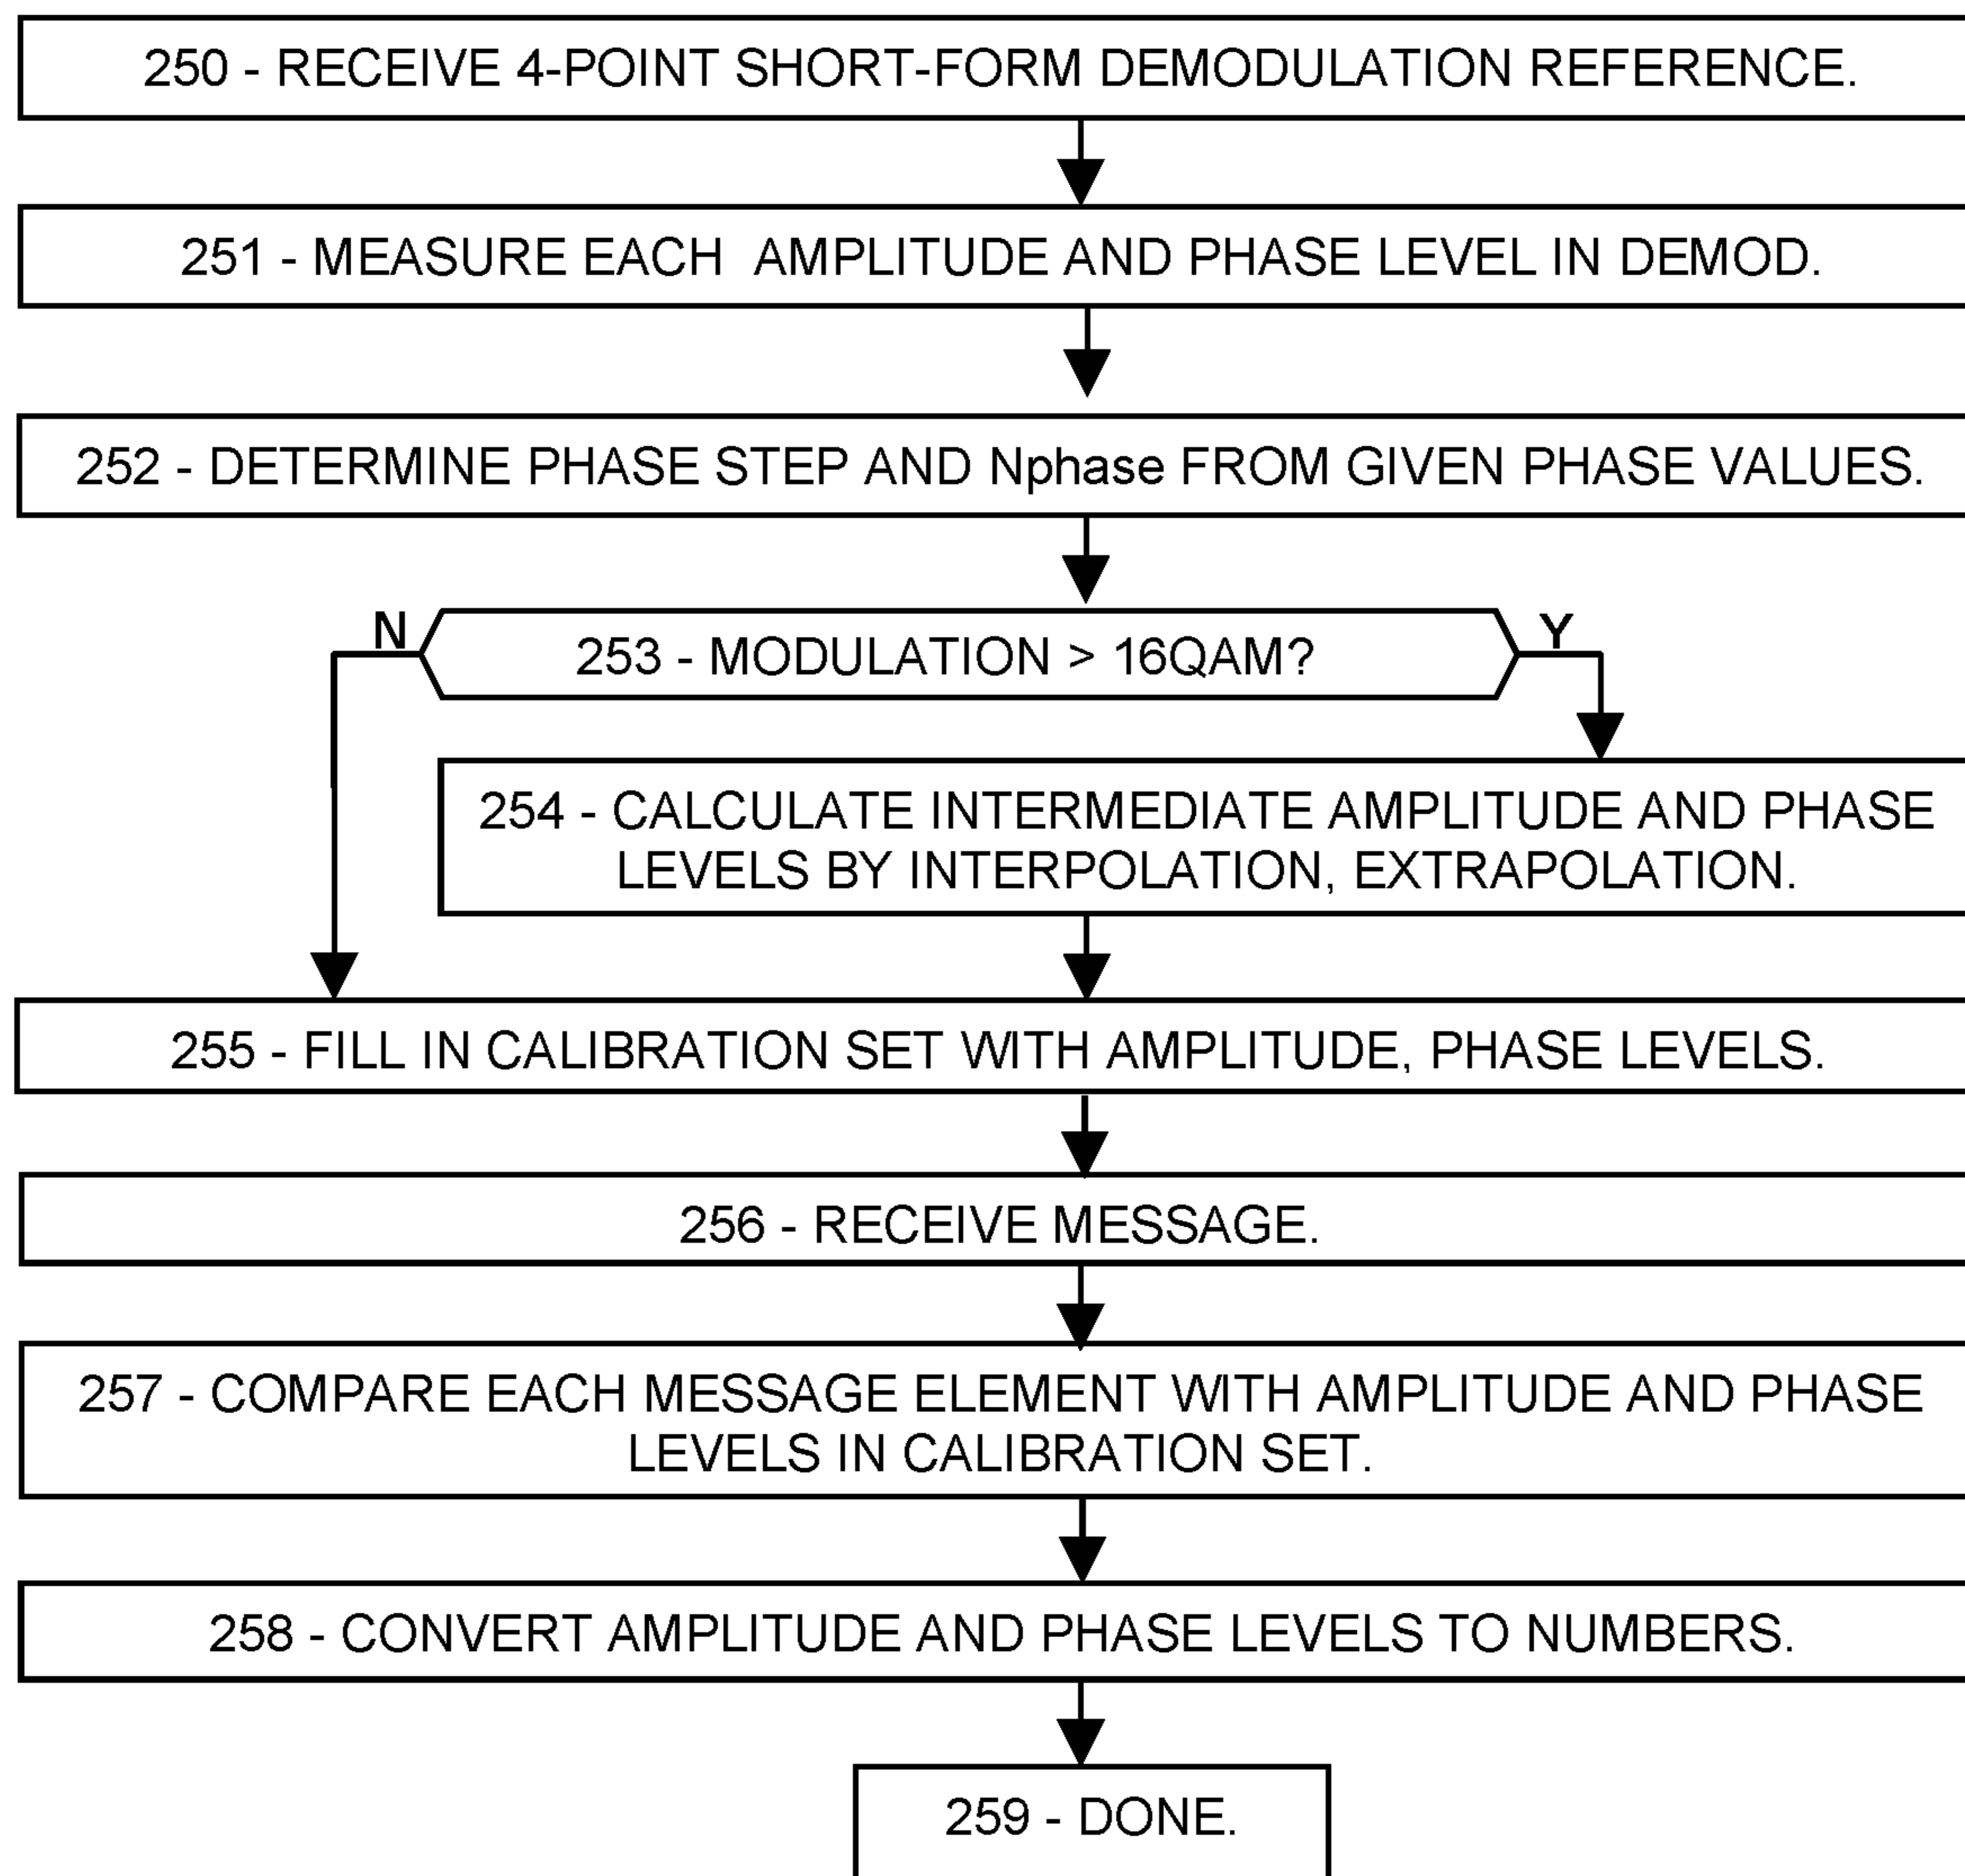 250 - RECEIVE 4-POINT SHORT-FORM DEMODULATION REFERENCE.
251 - MEASURE EACH AMPLITUDE AND PHASE LEVEL IN DEMOD.
252 - DETERMINE PHASE STEP AND Nphase FROM GIVEN PHASE VALUES.
N
253 - MODULATION > 16QAM?
Y
254 - CALCULATE INTERMEDIATE AMPLITUDE AND PHASE
LEVELS BY INTERPOLATION, EXTRAPOLATION.
255 - FILL IN CALIBRATION SET WITH AMPLITUDE, PHASE LEVELS.
256 - RECEIVE MESSAGE.
257 - COMPARE EACH MESSAGE ELEMENT WITH AMPLITUDE AND PHASE
LEVELS IN CALIBRATION SET.
258 - CONVERT AMPLITUDE AND PHASE LEVELS TO NUMBERS.
259 - DONE.